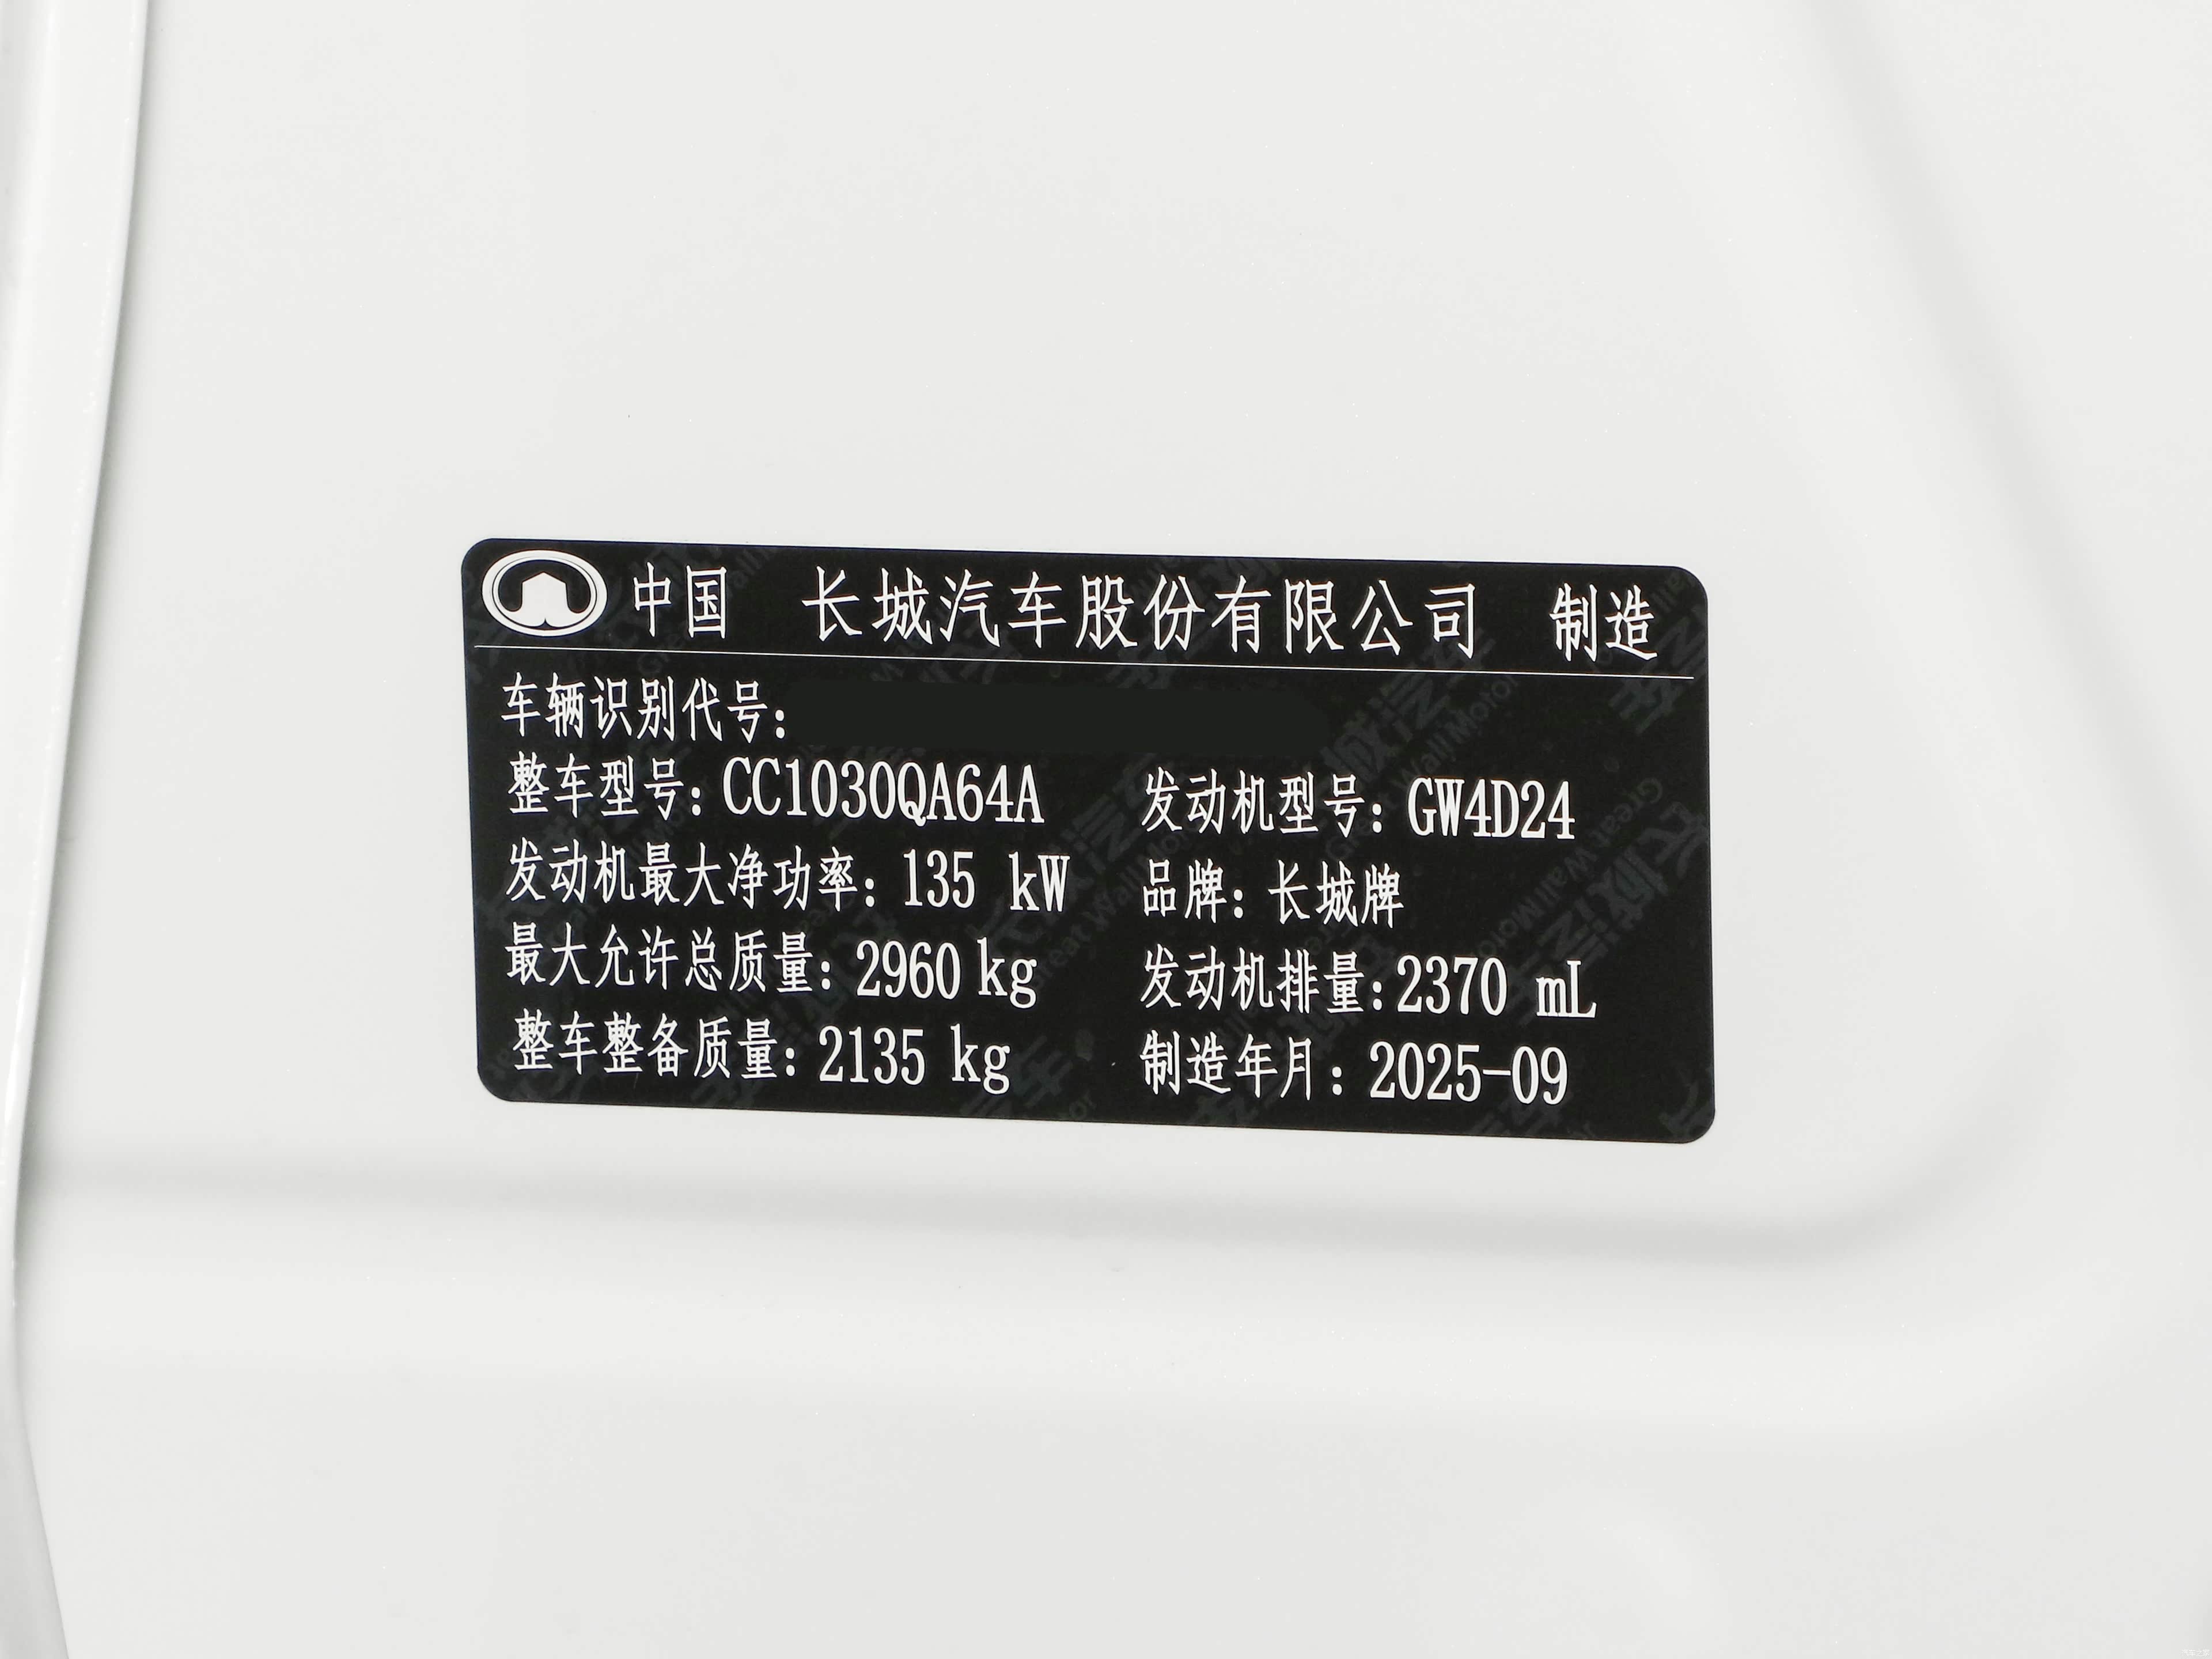 中国 长城汽车股份有限公司 制造
车辆识别代号:
整车型号: CC1030QA64A 发动机型号: GW4D24
发动机最大净功率: 135 kW 品牌: 长城牌
最大允许总质量: 2960 kg 发动机排量: 2370 mL
整车整备质量: 2135 kg 制造年月: 2025-09